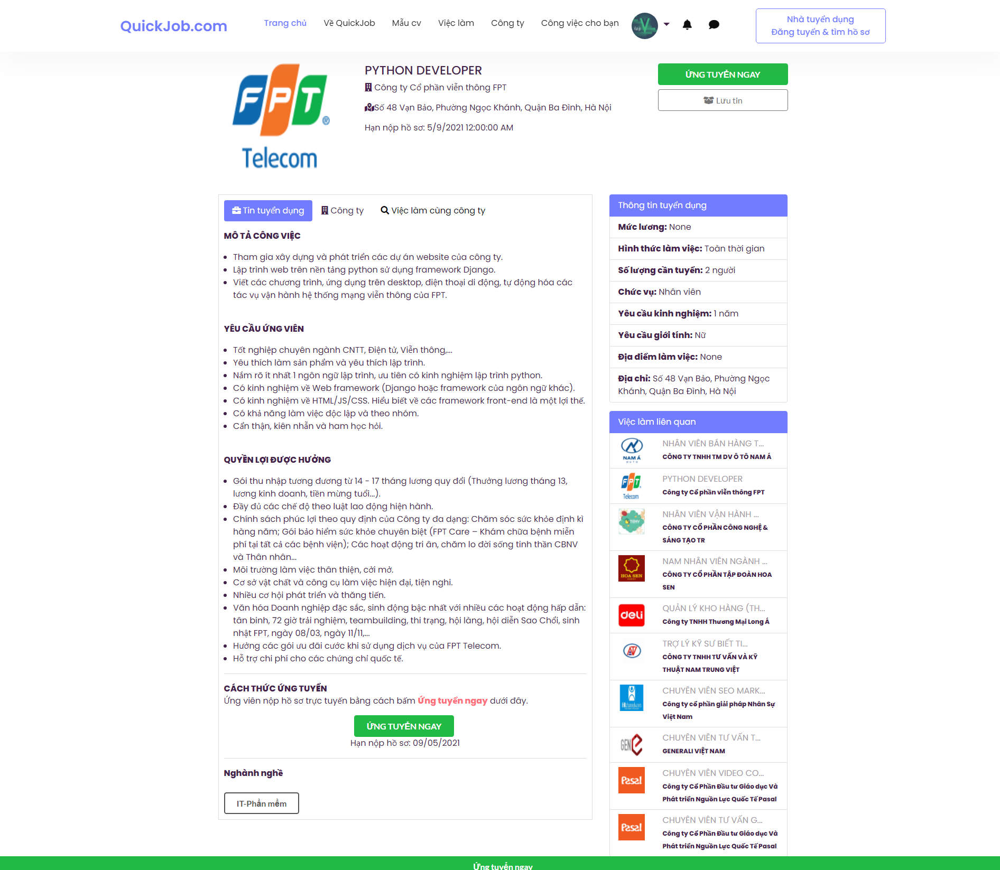 QuickJob.com
Trang chủ
Về QuickJob
Mẫu cv
Việc làm
Công ty
Công việc cho bạn
Nhà tuyển dụng
Đăng tuyển & tìm hồ sơ
FPT
®
Telecom
PYTHON DEVELOPER
Công ty Cổ phần viễn thông FPT
Số 48 Vạn Bảo, Phường Ngọc Khánh, Quận Ba Đình, Hà Nội
Hạn nộp hồ sơ: 5/9/2021 12:00:00 AM
ỨNG TUYỂN NGAY
Lưu tin
Tin tuyển dụng
Công ty
Việc làm cùng công ty
MÔ TẢ CÔNG VIỆC
Tham gia xây dựng và phát triển các dự án website của công ty.
Lập trình web trên nền tảng python sử dụng framework Django.
Viết các chương trình, ứng dụng trên desktop, điện thoại di động, tự động hóa các
tác vụ vận hành hệ thống mạng viễn thông của FPT.
YÊU CẦU ỨNG VIÊN
Tốt nghiệp chuyên ngành CNTT, Điện tử, Viễn thông,...
Yêu thích làm sản phẩm và yêu thích lập trình.
Nắm rõ ít nhất 1 ngôn ngữ lập trình, ưu tiên có kinh nghiệm lập trình python.
Có kinh nghiệm về Web framework (Django hoặc framework của ngôn ngữ khác).
Có kinh nghiệm về HTML/JS/CSS. Hiểu biết về các framework front-end là một lợi thế.
Có khả năng làm việc độc lập và theo nhóm.
Cẩn thận, kiên nhẫn và ham học hỏi.
QUYỀN LỢI ĐƯỢC HƯỞNG
Gói thu nhập tương đương từ 14 - 17 tháng lương quy đổi (Thưởng lương tháng 13,
lương kinh doanh, tiền mừng tuổi...).
Đầy đủ các chế độ theo luật lao động hiện hành.
Chính sách phúc lợi theo quy định của Công ty đa dạng: Chăm sóc sức khỏe định kì
hàng năm; Gói bảo hiểm sức khỏe chuyên biệt (FPT Care – Khám chữa bệnh miễn
phí tại tất cả các bệnh viện); Các hoạt động tri ân, chăm lo đời sống tinh thần CBNV
và Thân nhân...
Môi trường làm việc thân thiện, cởi mở.
Cơ sở vật chất và công cụ làm việc hiện đại, tiện nghi.
Nhiều cơ hội phát triển và thăng tiến.
Văn hóa Doanh nghiệp đặc sắc, sinh động bậc nhất với nhiều các hoạt động hấp dẫn:
tân binh, 72 giờ trải nghiệm, teambuilding, thi trạng, hội làng, hội diễn Sao Chổi, sinh
nhật FPT, ngày 08/03, ngày 11/11,...
Hưởng các gói ưu đãi cước khi sử dụng dịch vụ của FPT Telecom.
Hỗ trợ chi phí cho các chứng chỉ quốc tế.
CÁCH THỨC ỨNG TUYỂN
Ứng viên nộp hồ sơ trực tuyến bằng cách bấm Ứng tuyển ngay dưới đây.
ỨNG TUYỂN NGAY
Hạn nộp hồ sơ: 09/05/2021
Nghành nghề
IT-Phần mềm
Thông tin tuyển dụng
Mức lương: None
Hình thức làm việc: Toàn thời gian
Số lượng cần tuyển: 2 người
Chức vụ: Nhân viên
Yêu cầu kinh nghiệm: 1 năm
Yêu cầu giới tính: Nữ
Địa điểm làm việc: None
Địa chỉ: Số 48 Vạn Bảo, Phường Ngọc
Khánh, Quận Ba Đình, Hà Nội
Việc làm liên quan
NAM Á
AUTO
NHÂN VIÊN BÁN HÀNG T...
CÔNG TY TNHH TM DV Ô TÔ NAM Á
FPT
Telecom
PYTHON DEVELOPER
Công ty Cổ phần viễn thông FPT
NHÂN VIÊN VẬN HÀNH ...
CÔNG TY CỔ PHẦN CÔNG NGHỆ &
SÁNG TẠO TR
HOA SEN
NAM NHÂN VIÊN NGÀNH ...
CÔNG TY CỔ PHẦN TẬP ĐOÀN HOA
SEN
deli
QUẢN LÝ KHO HÀNG (TH...
Công ty TNHH Thương Mại Long Á
TRỢ LÝ KỸ SƯ BIẾT TI...
CÔNG TY TNHH TƯ VẤN VÀ KỸ
THUẬT NAM TRUNG VIỆT
CHUYÊN VIÊN SEO MARK...
Công ty cổ phần giải pháp Nhân Sự
Việt Nam
GEN
CHUYÊN VIÊN TƯ VẤN T...
GENERALI VIỆT NAM
Pasal
CHUYÊN VIÊN VIDEO CO...
Công ty Cổ Phần Đầu tư Giáo dục Và
Phát triển Nguồn Lực Quốc Tế Pasal
Pasal
CHUYÊN VIÊN TƯ VẤN G...
Công ty Cổ Phần Đầu tư Giáo dục Và
Phát triển Nguồn Lực Quốc Tế Pasal
Ứng tuyển ngay